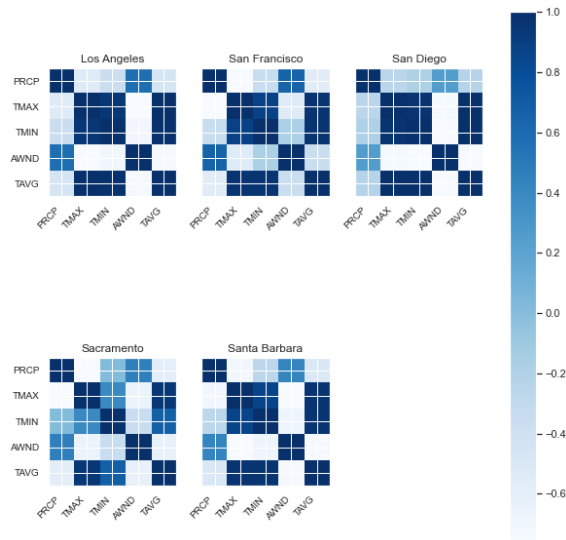 Los Angeles
San Francisco
San Diego
PRCP
TMAX
TMIN
AWND
TAVG
PRCP
TMAX
TMIN
AWND
TAVG
PRCP
TMAX
TMIN
AWND
TAVG
PRCP
TMAX
TMIN
AWND
TAVG
Sacramento
Santa Barbara
PRCP
TMAX
TMIN
AWND
TAVG
PRCP
TMAX
TMIN
AWND
TAVG
PRCP
TMAX
TMIN
AWND
TAVG
1.0
0.8
0.6
0.4
0.2
0.0
−0.2
−0.4
−0.6